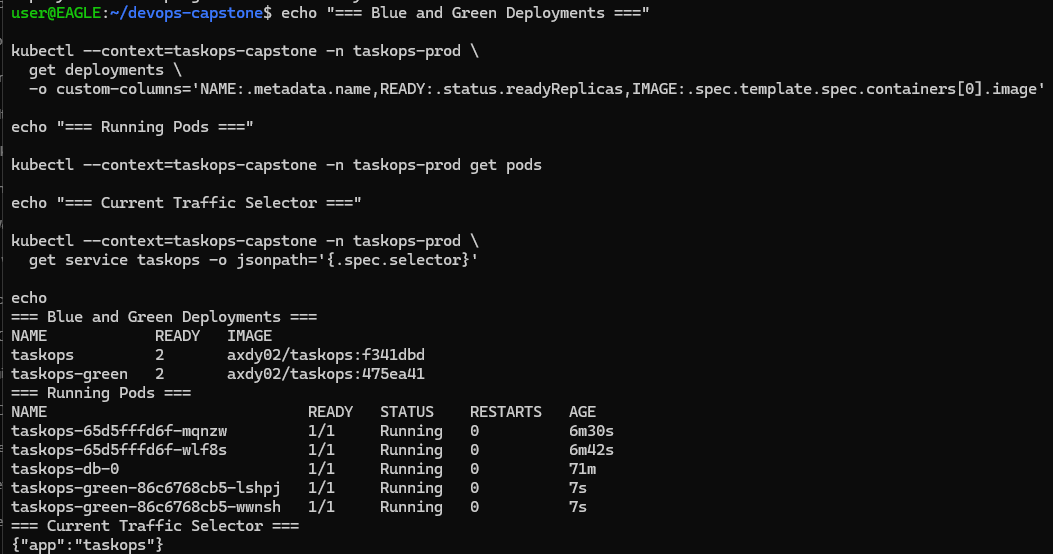 user@EAGLE:~/devops-capstone$ echo "=== Blue and Green Deployments ==="
kubectl --context=taskops-capstone -n taskops-prod \
  get deployments \
  -o custom-columns='NAME:.metadata.name,READY:.status.readyReplicas,IMAGE:.spec.template.spec.containers[0].image'
echo "=== Running Pods ==="
kubectl --context=taskops-capstone -n taskops-prod get pods
echo "=== Current Traffic Selector ==="
kubectl --context=taskops-capstone -n taskops-prod \
  get service taskops -o jsonpath='{.spec.selector}'
echo
=== Blue and Green Deployments ===
NAME            READY   IMAGE
taskops         2       axdy02/taskops:f341dbd
taskops-green   2       axdy02/taskops:475ea41
=== Running Pods ===
NAME                             READY   STATUS    RESTARTS   AGE
taskops-65d5fffd6f-mqnzw         1/1     Running   0          6m30s
taskops-65d5fffd6f-wlf8s         1/1     Running   0          6m42s
taskops-db-0                     1/1     Running   0          71m
taskops-green-86c6768cb5-lshpj   1/1     Running   0          7s
taskops-green-86c6768cb5-wwnsh   1/1     Running   0          7s
=== Current Traffic Selector ===
{"app":"taskops"}